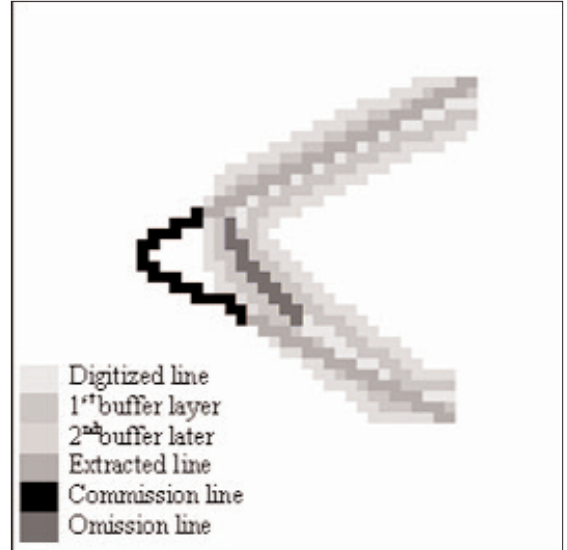 Digitized line
1st buffer layer
2nd buffer later
Extracted line
Commission line
Omission line